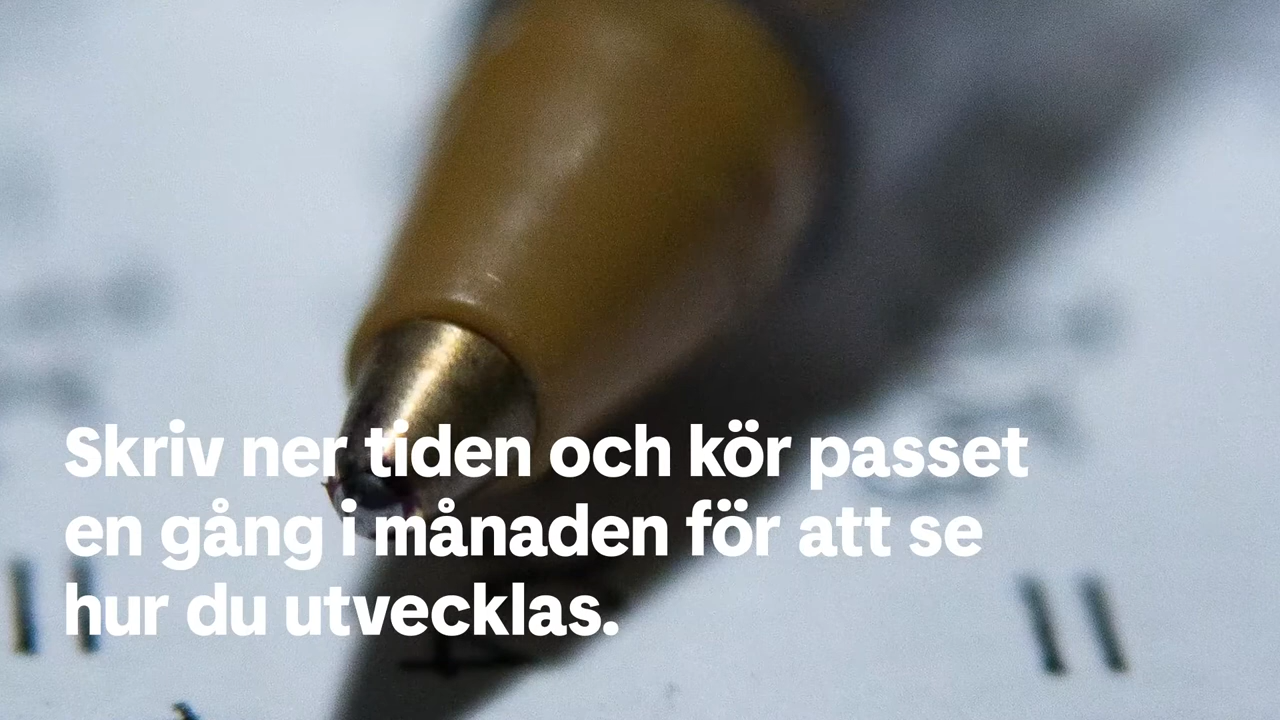 Skriv ner tiden och kör passet
en gång i månaden för att se
hur du utvecklas.